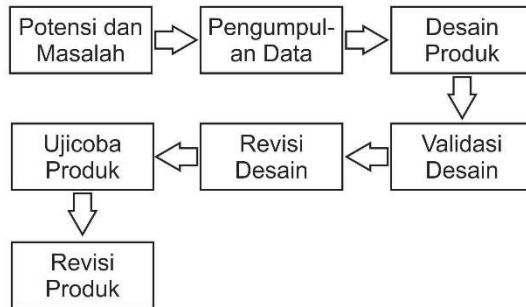 Potensi dan
Masalah
Pengumpul-
an Data
Desain
Produk
Validasi
Desain
Revisi
Desain
Ujicoba
Produk
Revisi
Produk